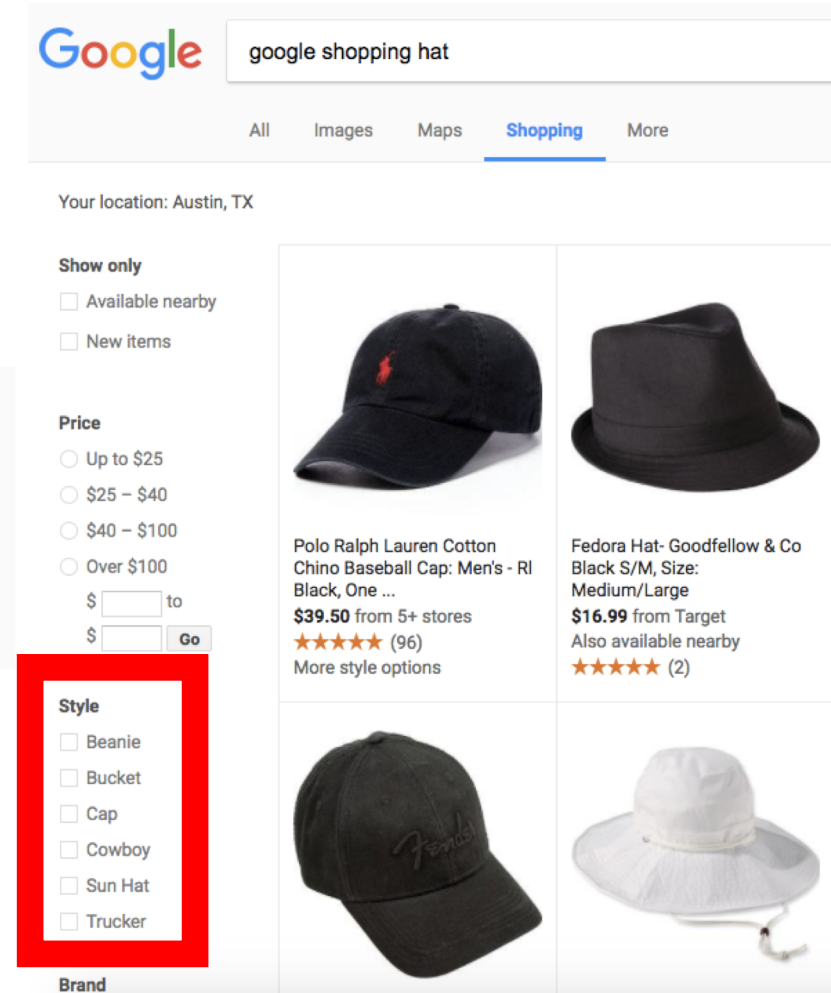 Google
google shopping hat
All Images Maps Shopping More
Your location: Austin, TX
Show only
Available nearby
New items
Price
Up to $25
$25 – $40
$40 – $100
Over $100
$ to
$ Go
Style
Beanie
Bucket
Cap
Cowboy
Sun Hat
Trucker
Brand
Polo Ralph Lauren Cotton
Chino Baseball Cap: Men's - Rl
Black, One ...
$39.50 from 5+ stores
(96)
More style options
Fedora Hat- Goodfellow & Co
Black S/M, Size:
Medium/Large
$16.99 from Target
Also available nearby
(2)
Fender